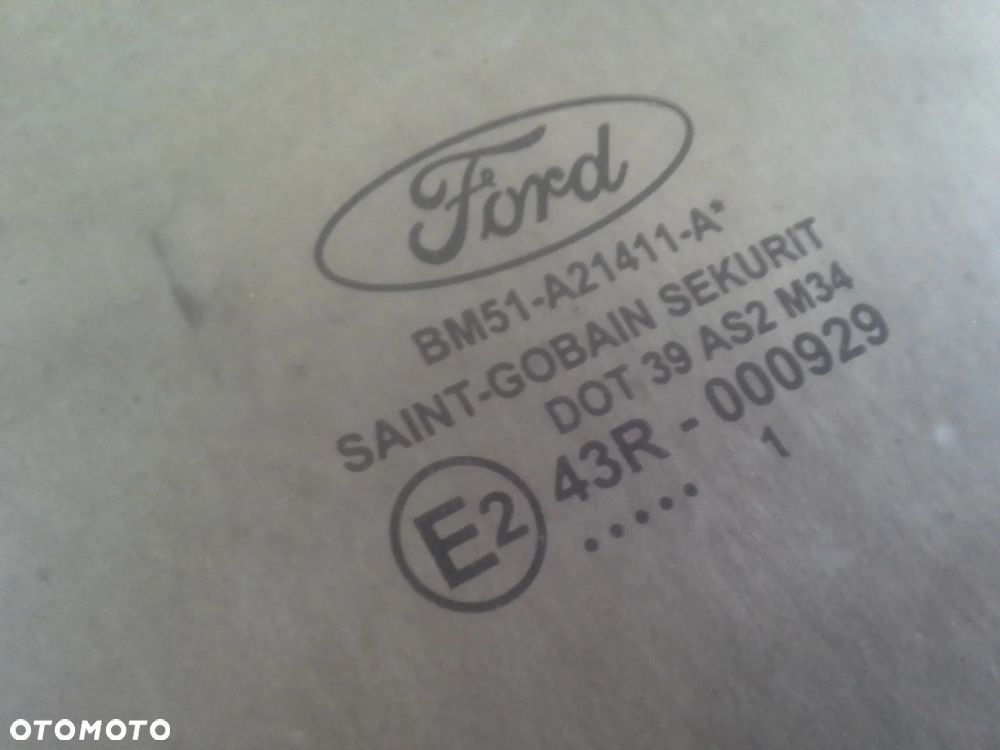 Ford
BM51-A21411-A*
SAINT-GOBAIN SEKURIT
DOT 39 AS2 M34
E2 43R - 000929
..... 1
OTOMOTO